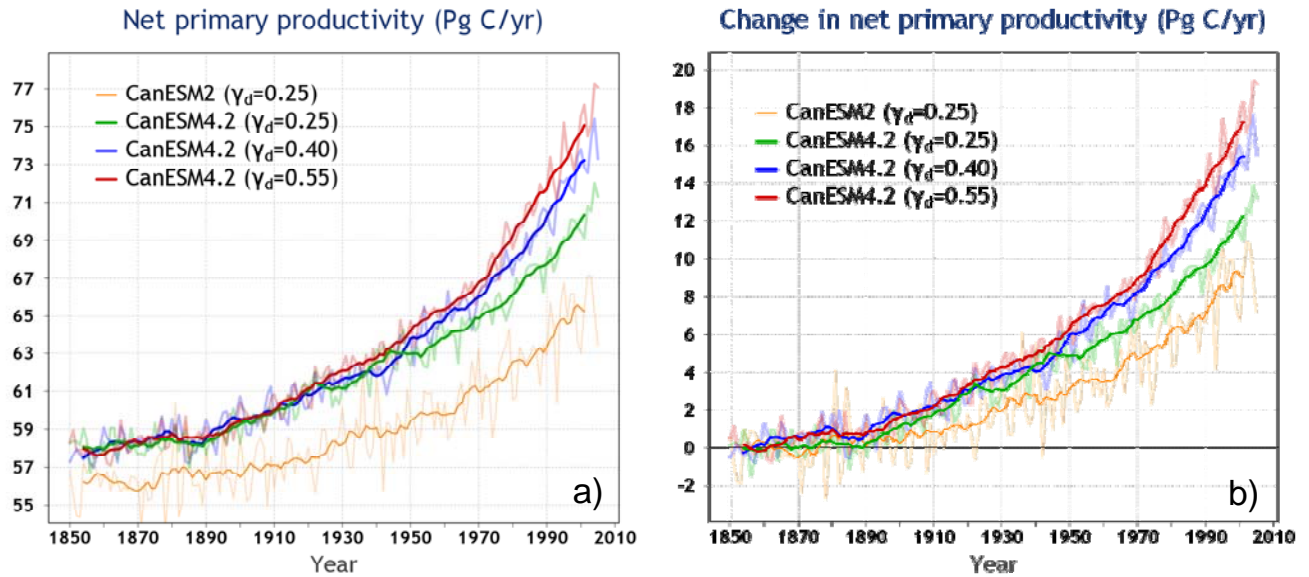 Net primary productivity (Pg C/yr)
77
75
73
71
69
67
65
63
61
59
57
55
CanESM2 (γd=0.25)
CanESM4.2 (γd=0.25)
CanESM4.2 (γd=0.40)
CanESM4.2 (γd=0.55)
a)
1850 1870 1890 1910 1930 1950 1970 1990 2010
Year
Change in net primary productivity (Pg C/yr)
20
18
16
14
12
10
8
6
4
2
0
-2
CanESM2 (γd=0.25)
CanESM4.2 (γd=0.25)
CanESM4.2 (γd=0.40)
CanESM4.2 (γd=0.55)
b)
1850 1870 1890 1910 1930 1950 1970 1990 2010
Year